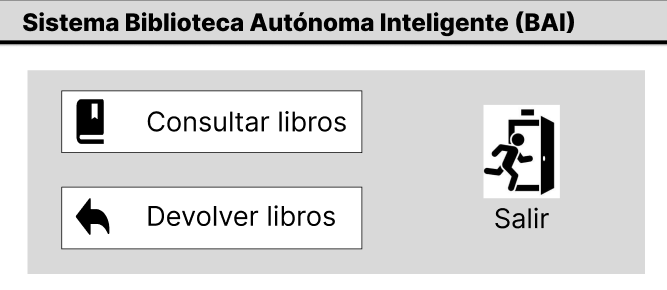 Sistema Biblioteca Autónoma Inteligente (BAI)
Consultar libros
Devolver libros
Salir